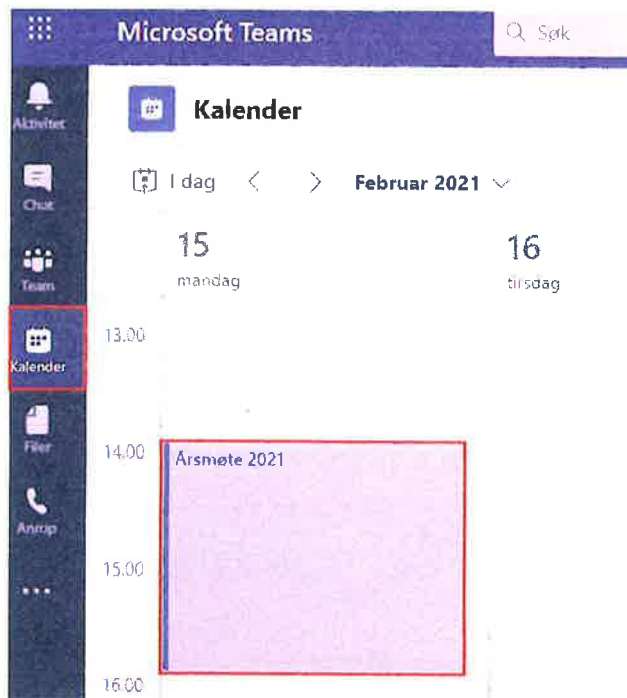 Microsoft Teams
Søk
Aktivitet
Kalender
I dag
Februar 2021
Chat
15
16
mandag
tirsdag
Team
13.00
Kalender
Filer
14.00
Årsmøte 2021
Anrop
15.00
16.00